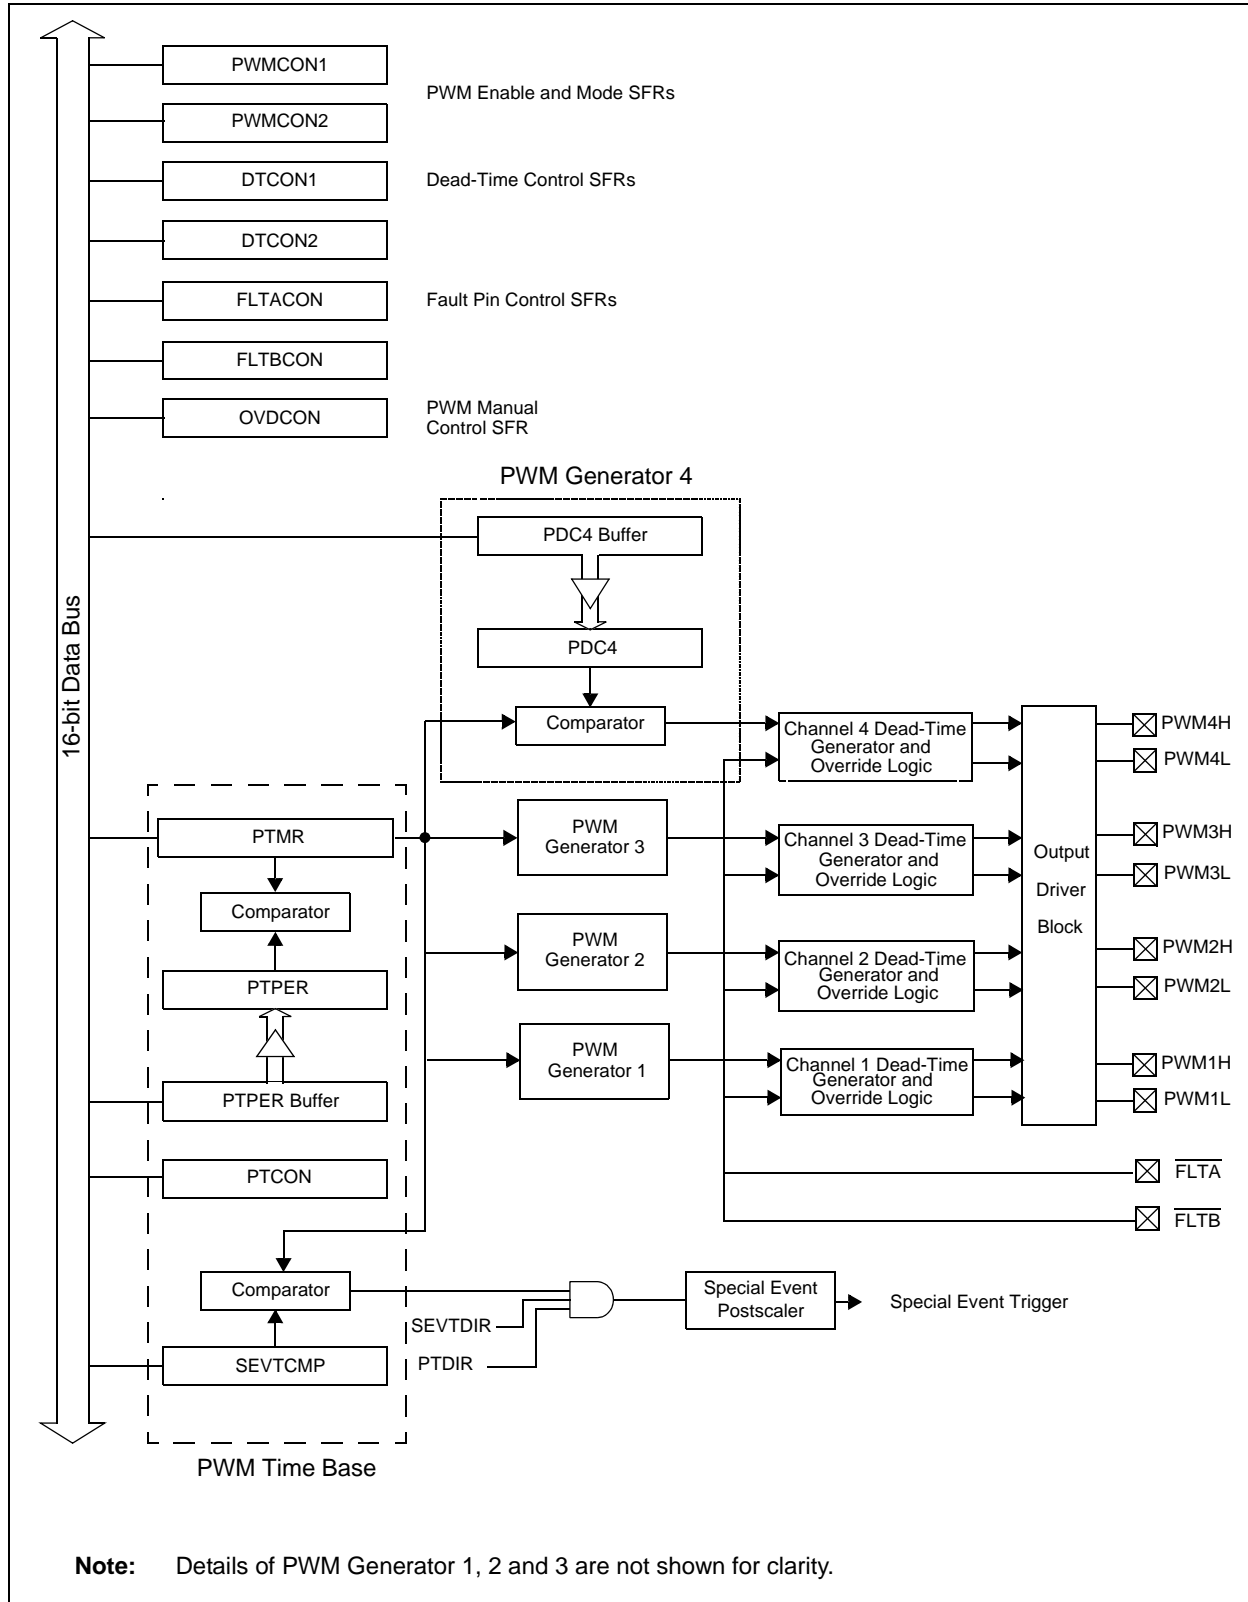 PWMCON1
PWM Enable and Mode SFRs
PWMCON2
DTCON1
Dead-Time Control SFRs
DTCON2
FLTACON
Fault Pin Control SFRs
FLTBCON
OVDCON
PWM Manual
Control SFR
PWM Generator 4
PDC4 Buffer
PDC4
Comparator
16-bit Data Bus
Channel 4 Dead-Time
Generator and
Override Logic
PWM4H
PWM4L
PTMR
Comparator
PTPER
PTPER Buffer
PTCON
Comparator
SEVTCMP
PWM Time Base
PWM
Generator 3
Channel 3 Dead-Time
Generator and
Override Logic
PWM3H
PWM3L
Output
Driver
Block
PWM
Generator 2
Channel 2 Dead-Time
Generator and
Override Logic
PWM2H
PWM2L
PWM
Generator 1
Channel 1 Dead-Time
Generator and
Override Logic
PWM1H
PWM1L
FLTA
FLTB
SEVTDIR
PTDIR
Special Event
Postscaler
Special Event Trigger
Note: Details of PWM Generator 1, 2 and 3 are not shown for clarity.